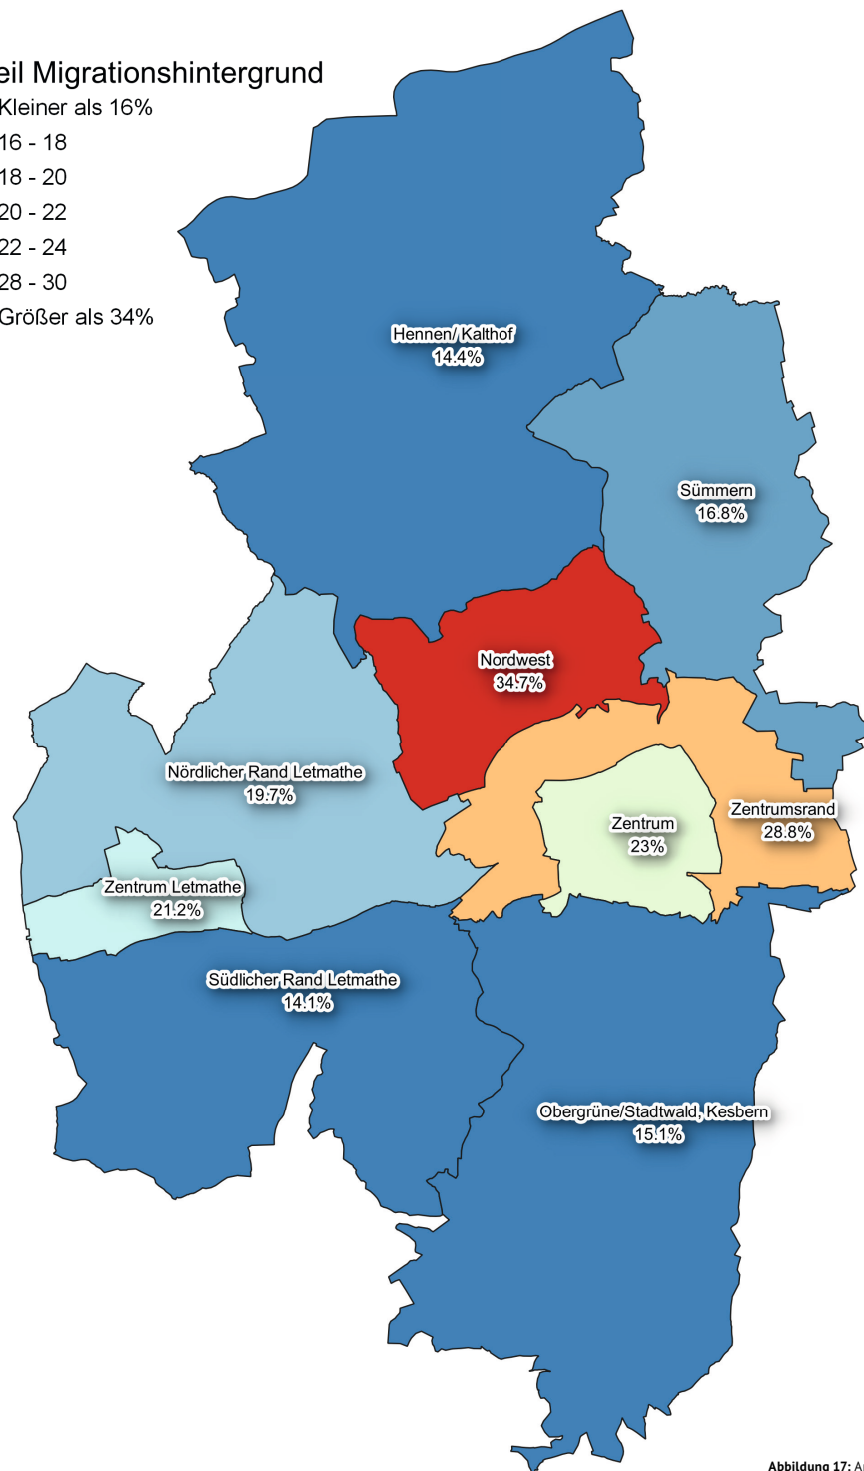 eil Migrationshintergrund
Kleiner als 16%
16 - 18
18 - 20
20 - 22
22 - 24
28 - 30
Größer als 34%
Hennen/ Kalthof
14.4%
Sümmern
16.8%
Nordwest
34.7%
Nördlicher Rand Letmathe
19.7%
Zentrumsrand
28.8%
Zentrum
23%
Zentrum Letmathe
21.2%
Südlicher Rand Letmathe
14.1%
Obergrüne/Stadtwald, Kesbern
15.1%
Abbildung 17: